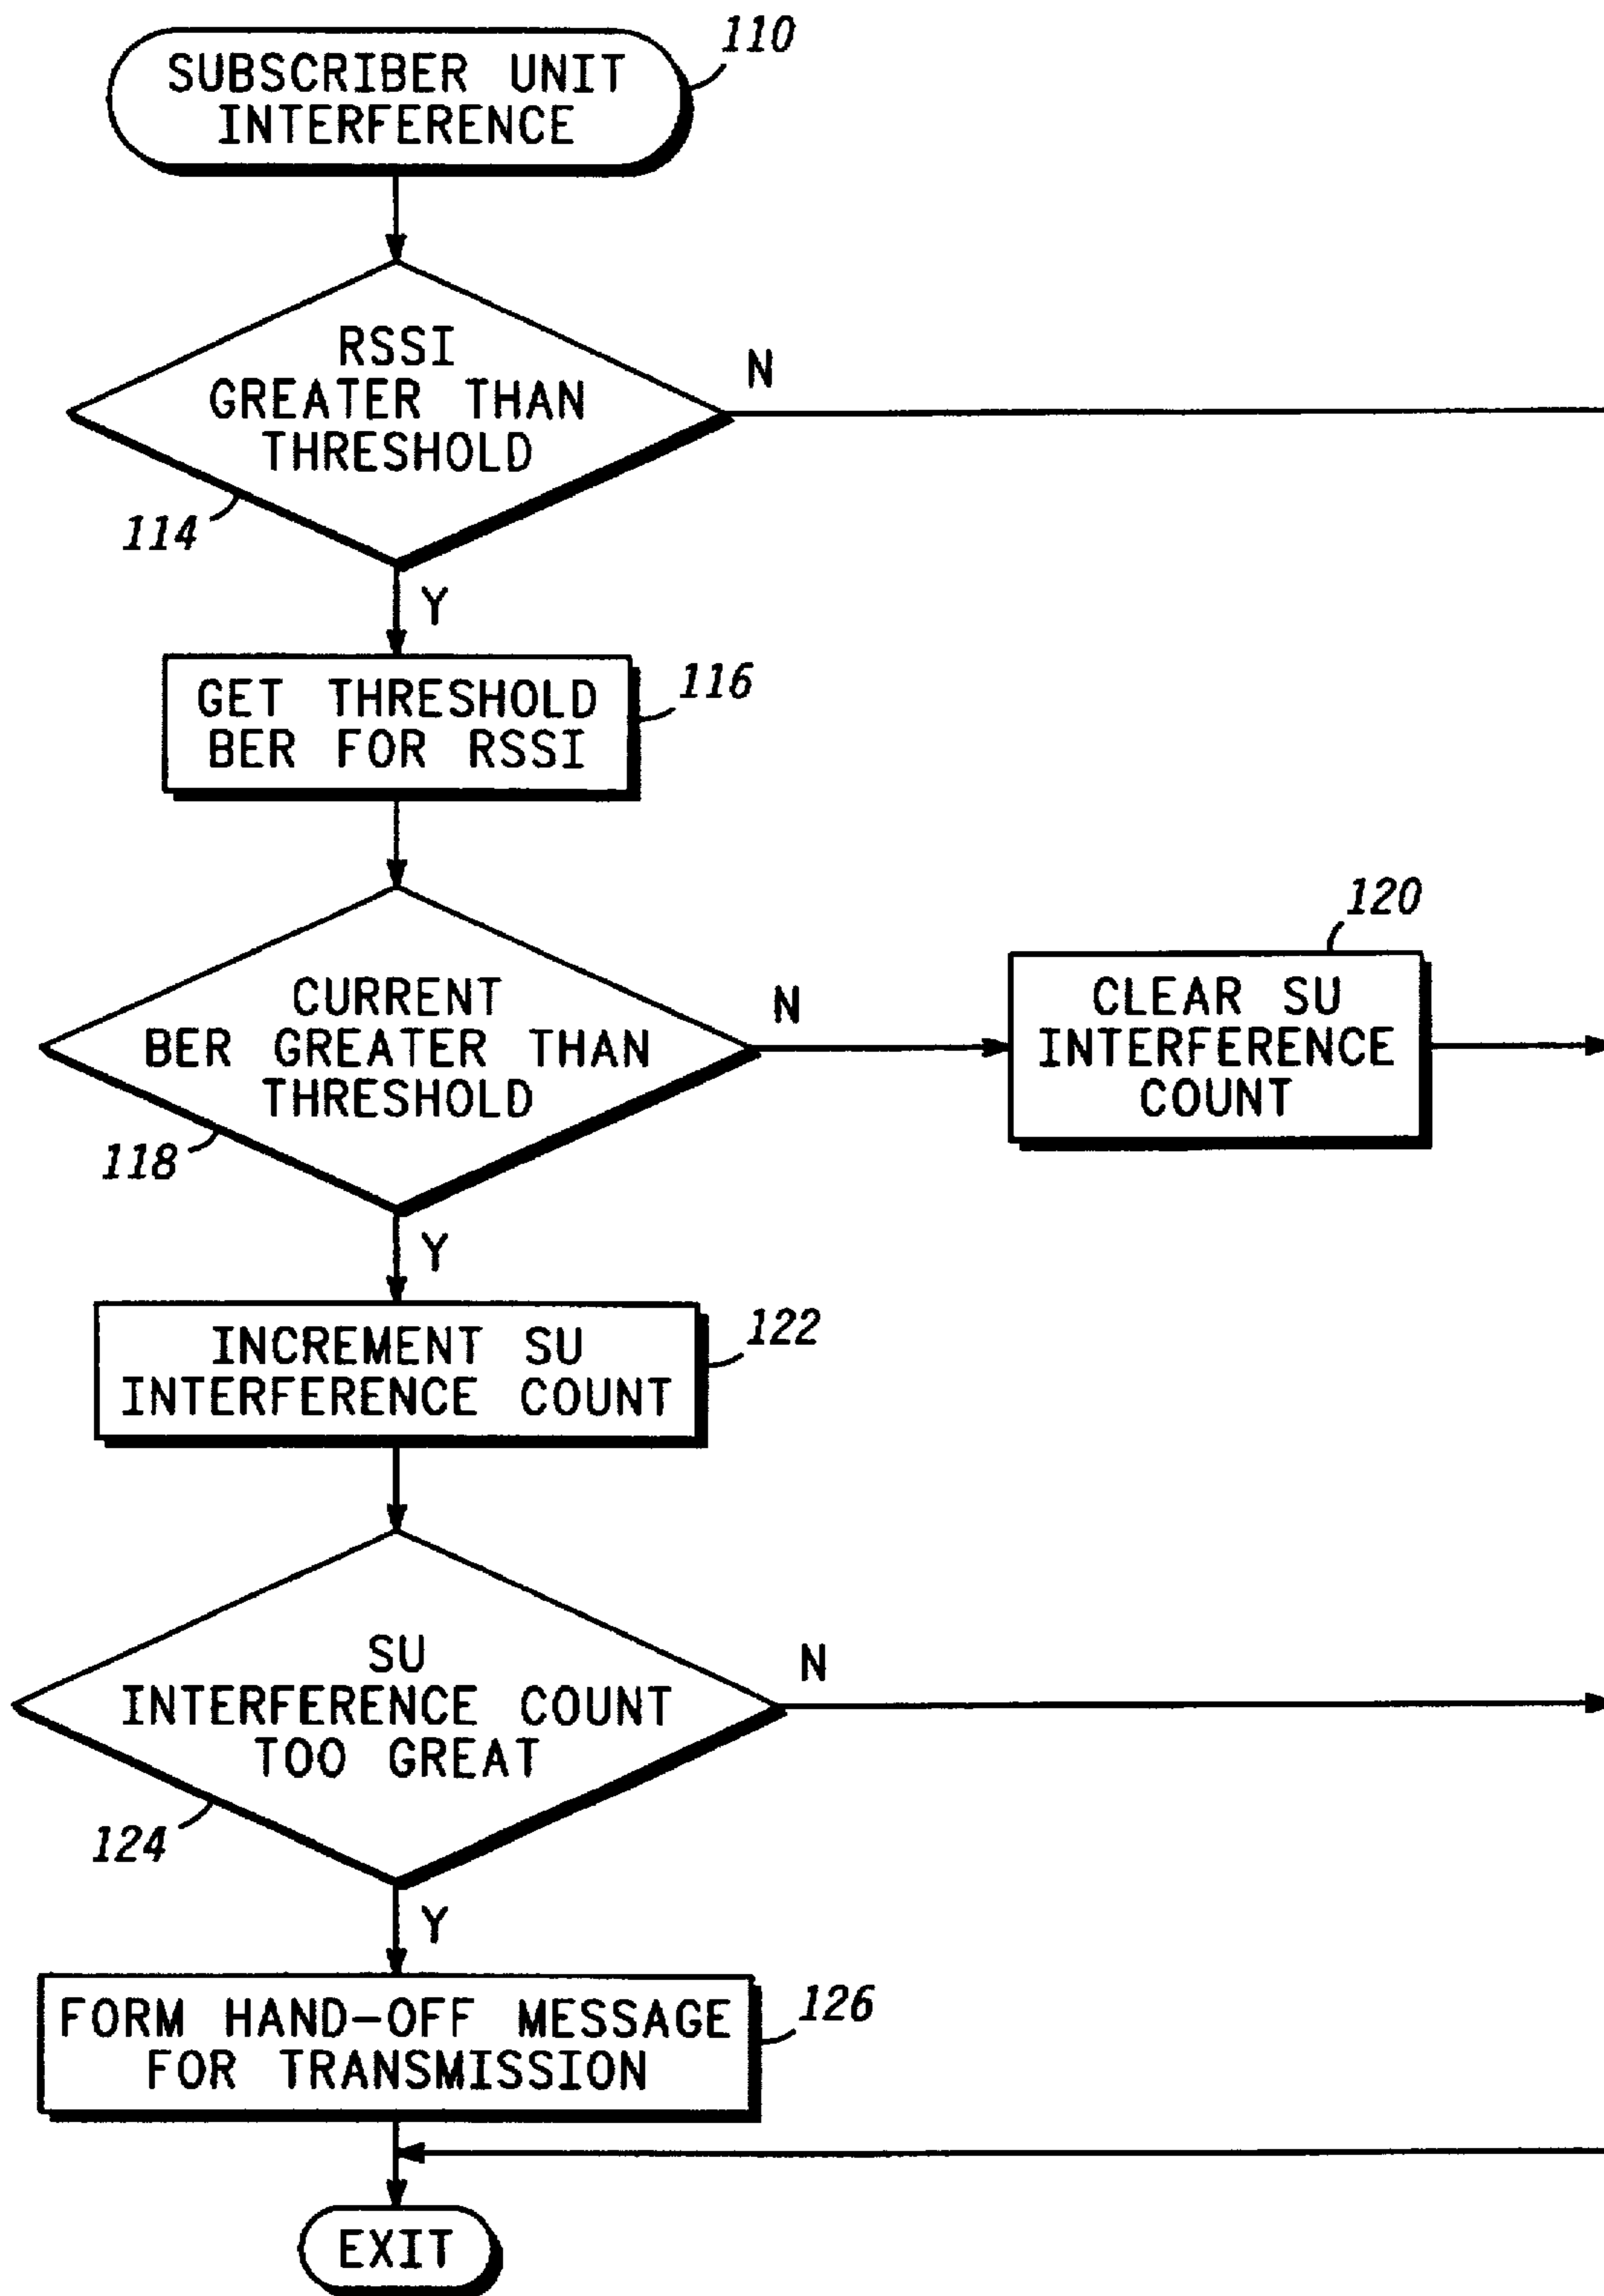 110
SUBSCRIBER UNIT
INTERFERENCE
RSSI
GREATER THAN
THRESHOLD
N
114
Y
GET THRESHOLD
BER FOR RSSI
116
CURRENT
BER GREATER THAN
THRESHOLD
N
118
120
CLEAR SU
INTERFERENCE
COUNT
Y
INCREMENT SU
INTERFERENCE COUNT
122
SU
INTERFERENCE COUNT
TOO GREAT
N
124
Y
FORM HAND-OFF MESSAGE
FOR TRANSMISSION
126
EXIT